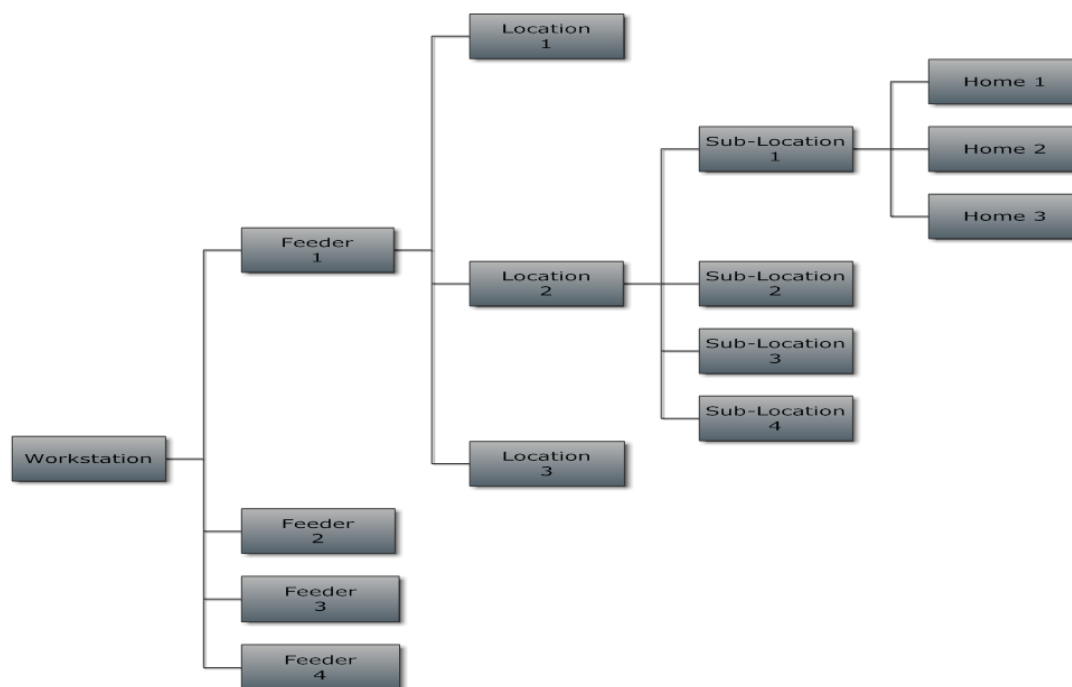 Location
1
Home 1
Sub-Location
1
Home 2
Home 3
Feeder
1
Location
2
Sub-Location
2
Sub-Location
3
Sub-Location
4
Workstation
Location
3
Feeder
2
Feeder
3
Feeder
4